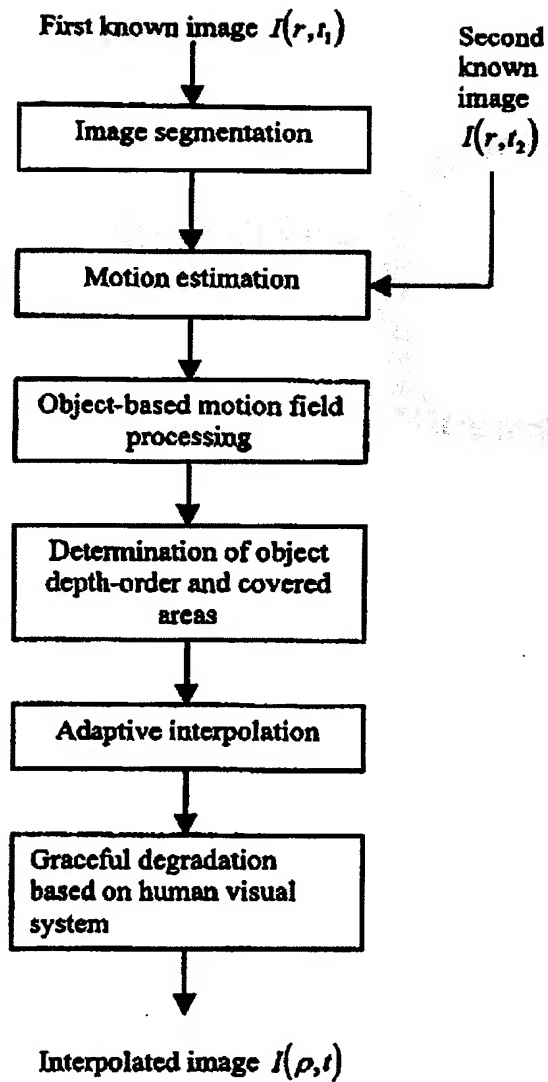 First known image I(r,t₁)
Second
known
image
I(r,t₂)
Image segmentation
Motion estimation
Object-based motion field
processing
Determination of object
depth-order and covered
areas
Adaptive interpolation
Graceful degradation
based on human visual
system
Interpolated image I(ρ,t)